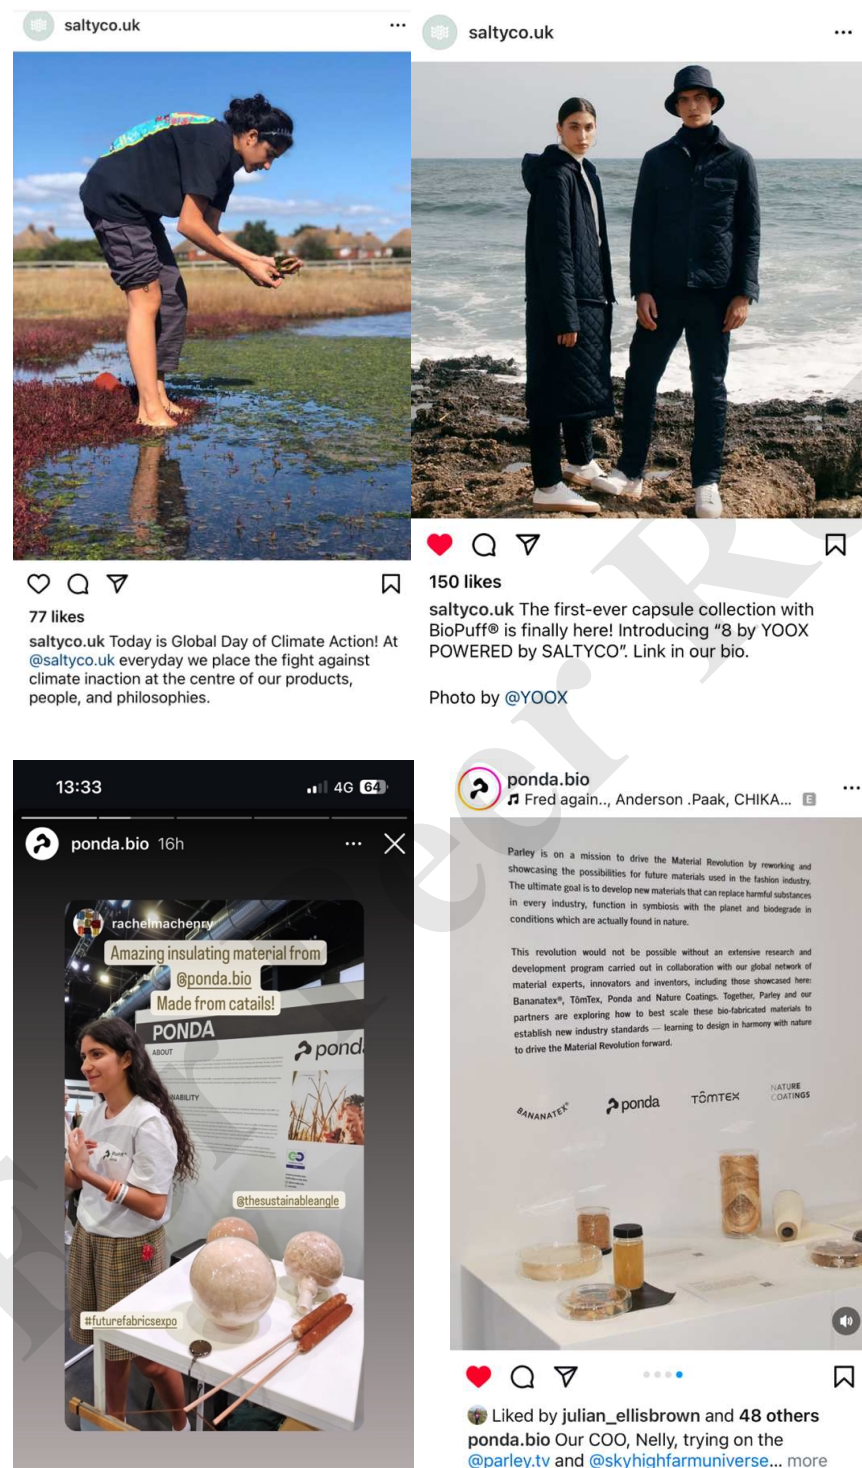 saltyco.uk
77 likes
saltyco.uk Today is Global Day of Climate Action! At
@saltyco.uk everyday we place the fight against
climate inaction at the centre of our products,
people, and philosophies.
saltyco.uk
150 likes
saltyco.uk The first-ever capsule collection with
BioPuff® is finally here! Introducing “8 by YOOX
POWERED by SALTYCO”. Link in our bio.
Photo by @YOOX
13:33
4G 64
ponda.bio 16h
rachelmachenry
Amazing insulating material from
@ponda.bio
Made from catails!
PONDA
ABOUT
pond
@thesustainableangle
#futurefabricsexpo
ponda.bio
Fred again.., Anderson .Paak, CHIKA... E
Parley is on a mission to drive the Material Revolution by reworking and
showcasing the possibilities for future materials used in the fashion industry.
The ultimate goal is to develop new materials that can replace harmful substances
in every industry, function in symbiosis with the planet and biodegrade in
conditions which are actually found in nature.
This revolution would not be possible without an extensive research and
development program carried out in collaboration with our global network of
material experts, innovators and inventors, including those showcased here:
Bananatex®, TômTex, Ponda and Nature Coatings. Together, Parley and our
partners are exploring how to best scale these bio-fabricated materials to
establish new industry standards — learning to design in harmony with nature
to drive the Material Revolution forward.
BANANATEX®
ponda
TÔMTEX
NATURE
COATINGS
Liked by julian_ellisbrown and 48 others
ponda.bio Our COO, Nelly, trying on the
@parley.tv and @skyhighfarmuniverse... more